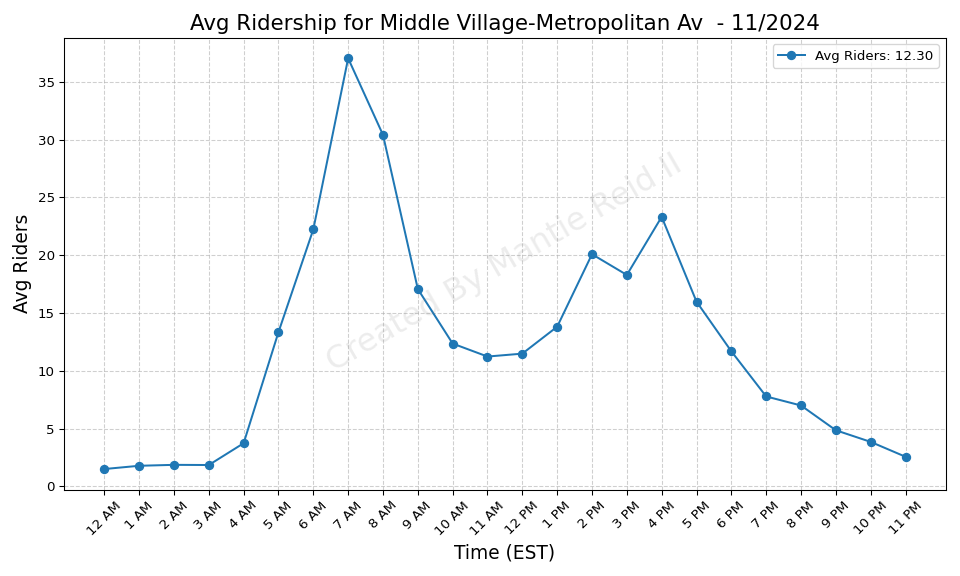 Avg Ridership for Middle Village-Metropolitan Av  - 11/2024
Avg Riders: 12.30
Avg Riders
35
30
25
20
15
10
5
0
Created By Mantie Reid II
12 AM
1 AM
2 AM
3 AM
4 AM
5 AM
6 AM
7 AM
8 AM
9 AM
10 AM
11 AM
12 PM
1 PM
2 PM
3 PM
4 PM
5 PM
6 PM
7 PM
8 PM
9 PM
10 PM
11 PM
Time (EST)